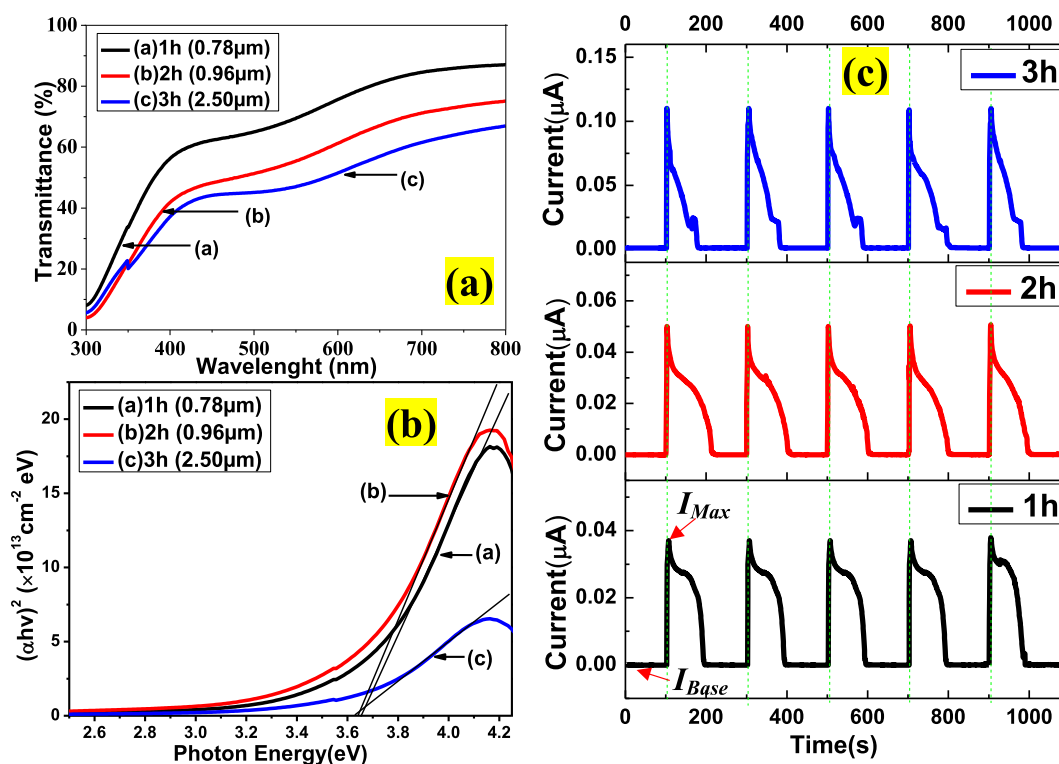 100
80
60
40
20
0
Transmittance (%)
(a)1h (0.78μm)
(b)2h (0.96μm)
(c)3h (2.50μm)
(c)
(b)
(a)
(a)
300 400 500 600 700 800
Wavelenght (nm)
20
15
10
5
0
(αhν)² (×10¹³cm⁻² eV)
(a)1h (0.78μm)
(b)2h (0.96μm)
(c)3h (2.50μm)
(b)
(b)
(a)
(c)
2.6 2.8 3.0 3.2 3.4 3.6 3.8 4.0 4.2
Photon Energy(eV)
0 200 400 600 800 1000
0.15
0.10
0.05
0.00
Current(μA)
(c)
3h
0.06
0.04
0.02
0.00
Current(μA)
2h
0.04
0.02
0.00
Current(μA)
1h
I_Max
I_Base
0 200 400 600 800 1000
Time(s)